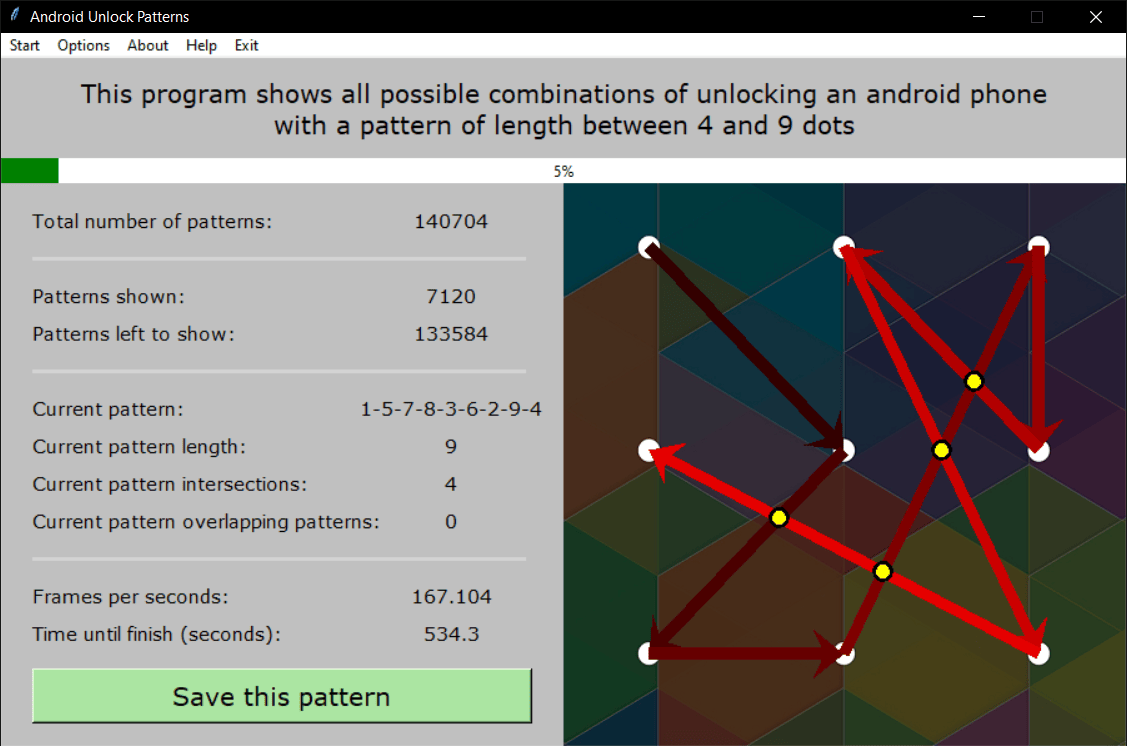 Android Unlock Patterns
Start Options About Help Exit
This program shows all possible combinations of unlocking an android phone
with a pattern of length between 4 and 9 dots
5%
Total number of patterns: 140704
Patterns shown: 7120
Patterns left to show: 133584
Current pattern: 1-5-7-8-3-6-2-9-4
Current pattern length: 9
Current pattern intersections: 4
Current pattern overlapping patterns: 0
Frames per seconds: 167.104
Time until finish (seconds): 534.3
Save this pattern